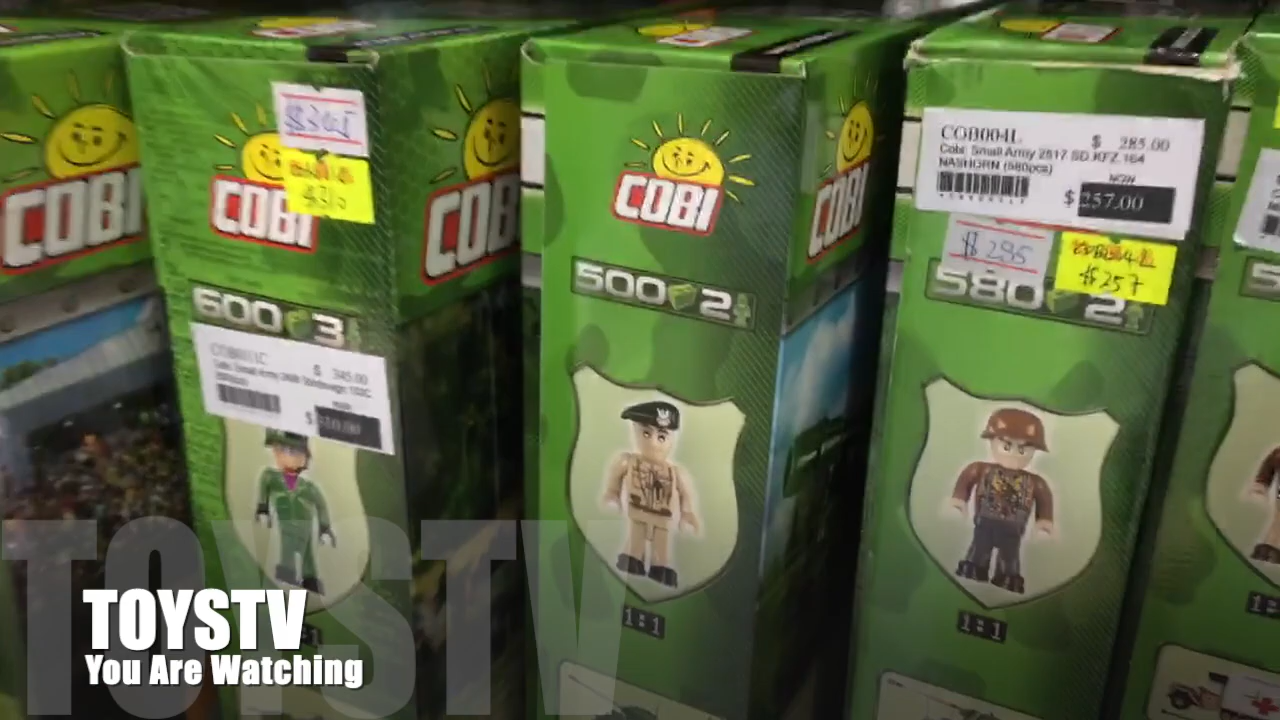 COBI
$345
COBI
COBI
600 3
$ 345.00
COBI
COBI
500 2
1:1
COB004L $ 285.00
Cobi: Small Army 2517 SD.KFZ.164
NASHORN (580pcs)
NOW
$ 257.00
$ 295
$257
580 2
1:1
TOYSTV
TOYSTV
You Are Watching